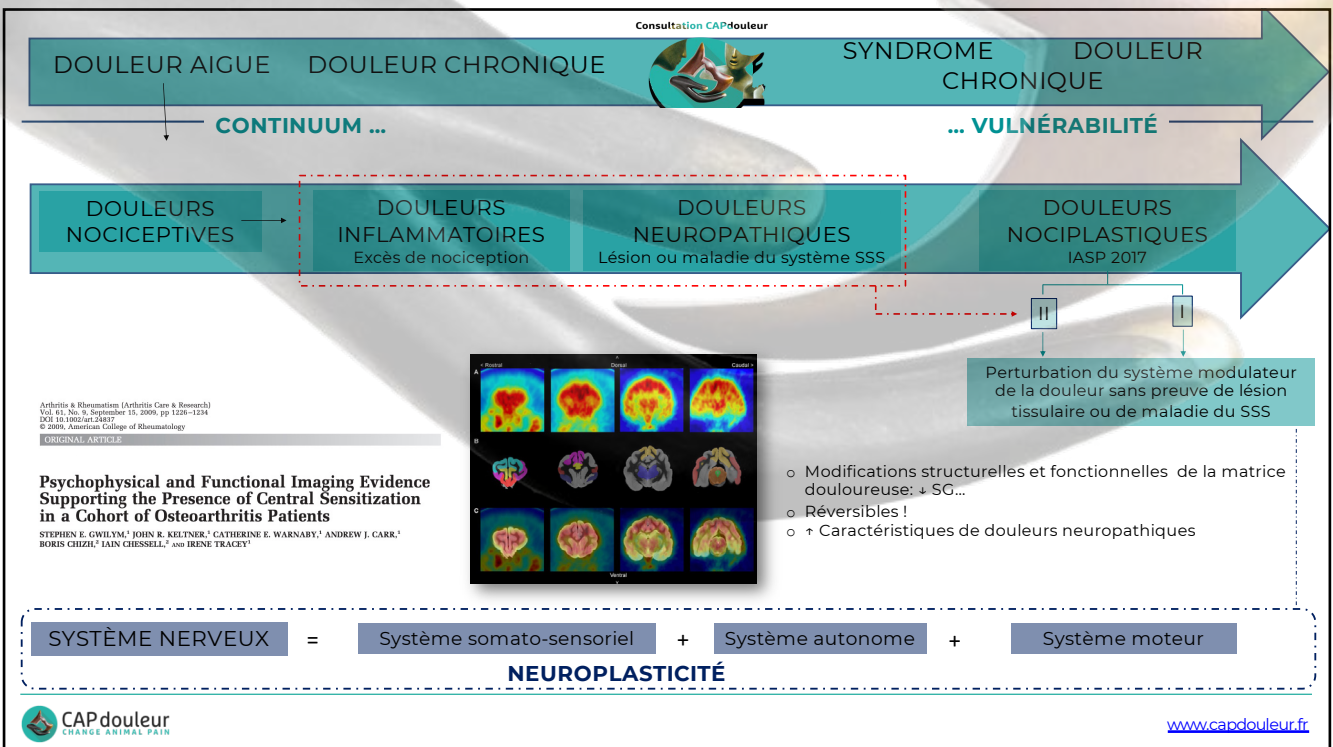 Consultation CAPdouleur
DOULEUR AIGUE
DOULEUR CHRONIQUE
SYNDROME DOULEUR
CHRONIQUE
CONTINUUM ...
... VULNÉRABILITÉ
DOULEURS
NOCICEPTIVES
DOULEURS
INFLAMMATOIRES
Excès de nociception
DOULEURS
NEUROPATHIQUES
Lésion ou maladie du système SSS
DOULEURS
NOCIPLASTIQUES
IASP 2017
II
I
Perturbation du système modulateur
de la douleur sans preuve de lésion
tissulaire ou de maladie du SSS
Arthritis & Rheumatism (Arthritis Care & Research)
Vol. 61, No. 9, September 15, 2009, pp 1226–1234
DOI 10.1002/art.24837
© 2009, American College of Rheumatology
ORIGINAL ARTICLE
Psychophysical and Functional Imaging Evidence
Supporting the Presence of Central Sensitization
in a Cohort of Osteoarthritis Patients
STEPHEN E. GWILYM,¹ JOHN R. KELTNER,¹ CATHERINE E. WARNABY,¹ ANDREW J. CARR,¹
BORIS CHIZH,² IAIN CHESSELL,² AND IRENE TRACEY¹
< Rostral
Dorsal
Caudal >
A
B
C
Ventral
o Modifications structurelles et fonctionnelles de la matrice
douloureuse: ↓ SG...
o Réversibles !
o ↑ Caractéristiques de douleurs neuropathiques
SYSTÈME NERVEUX = Système somato-sensoriel + Système autonome + Système moteur
NEUROPLASTICITÉ
CAPdouleur
CHANGE ANIMAL PAIN
www.capdouleur.fr